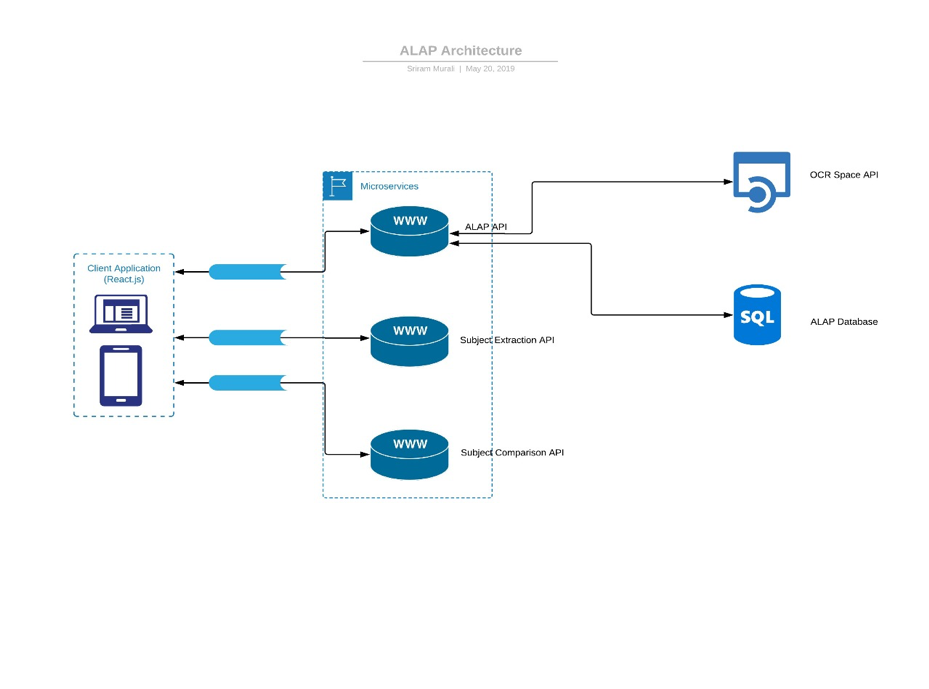 ALAP Architecture
Sriram Murali | May 20, 2019
Microservices
OCR Space API
WWW
ALAP API
Client Application
(React.js)
SQL
ALAP Database
WWW
Subject Extraction API
WWW
Subject Comparison API